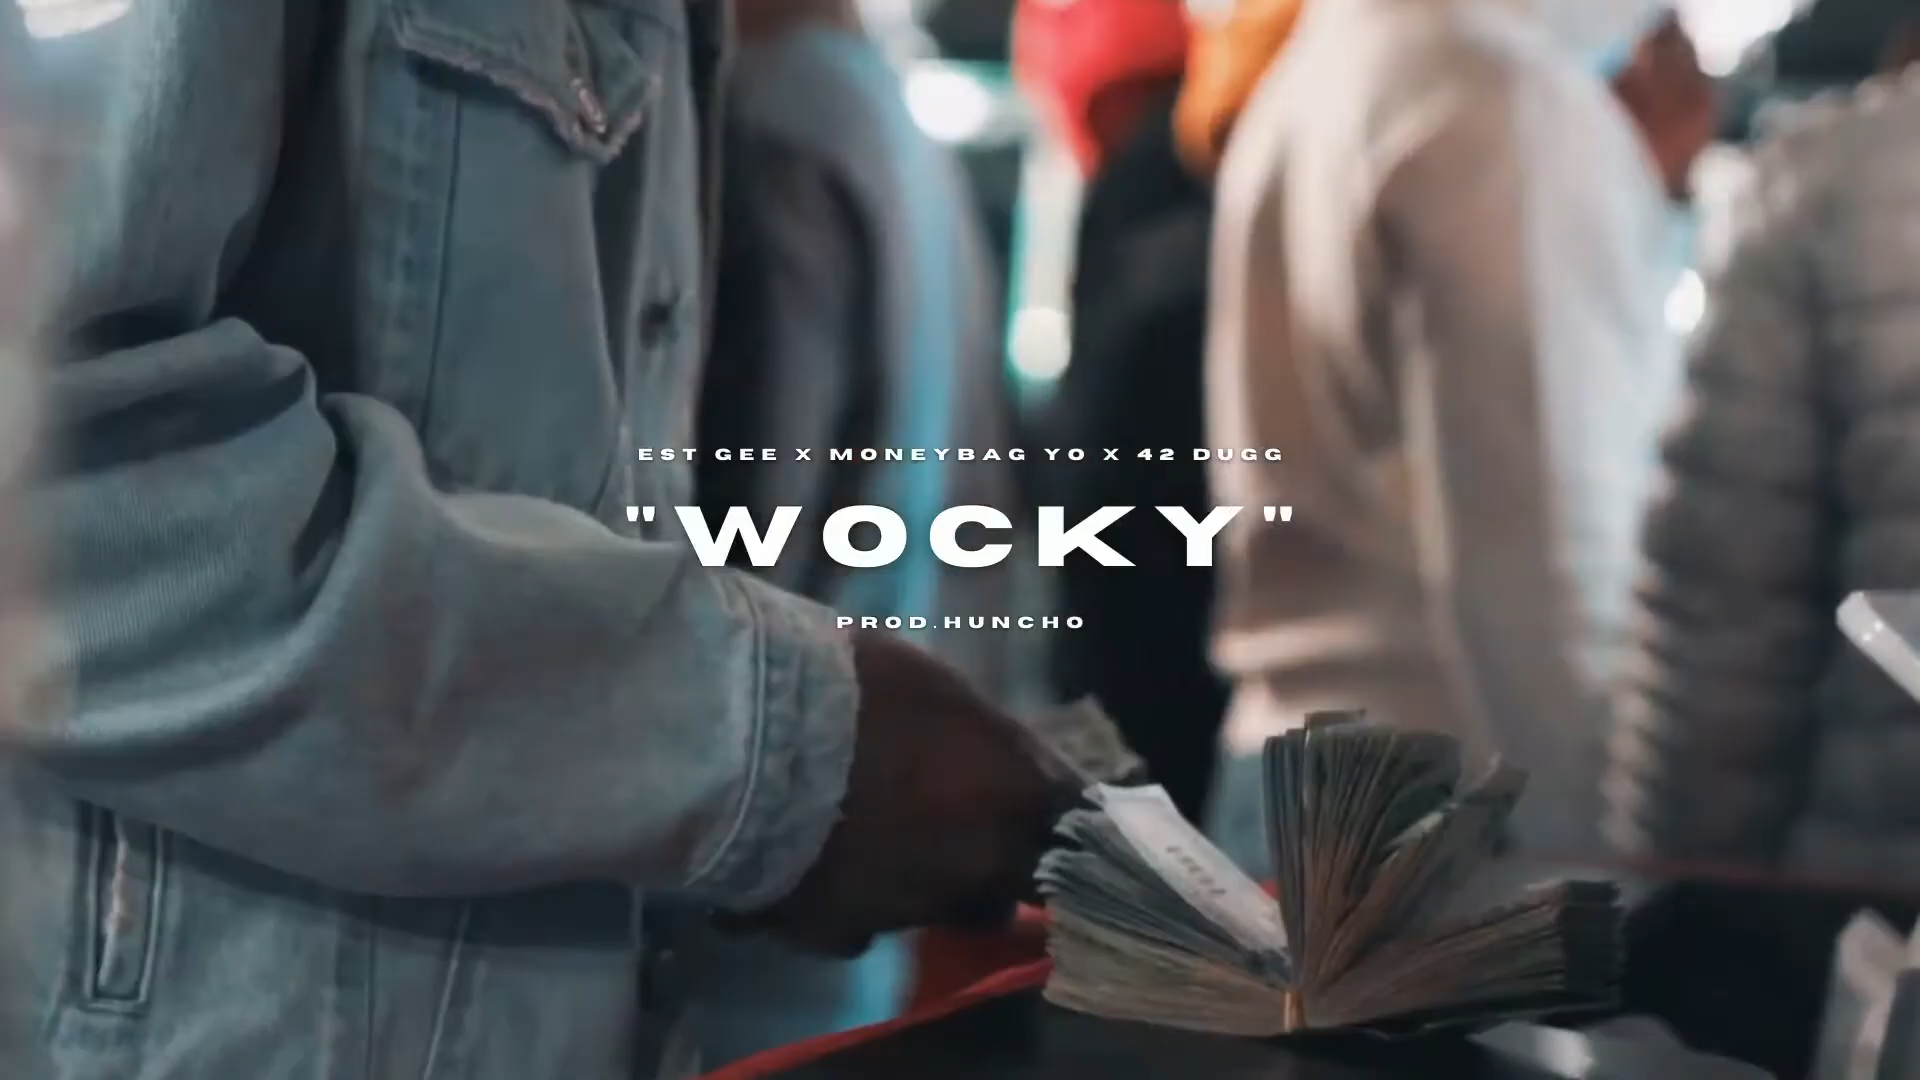 EST GEE X MONEYBAG YO X 42 DUGG
"WOCKY"
PROD.HUNCHO